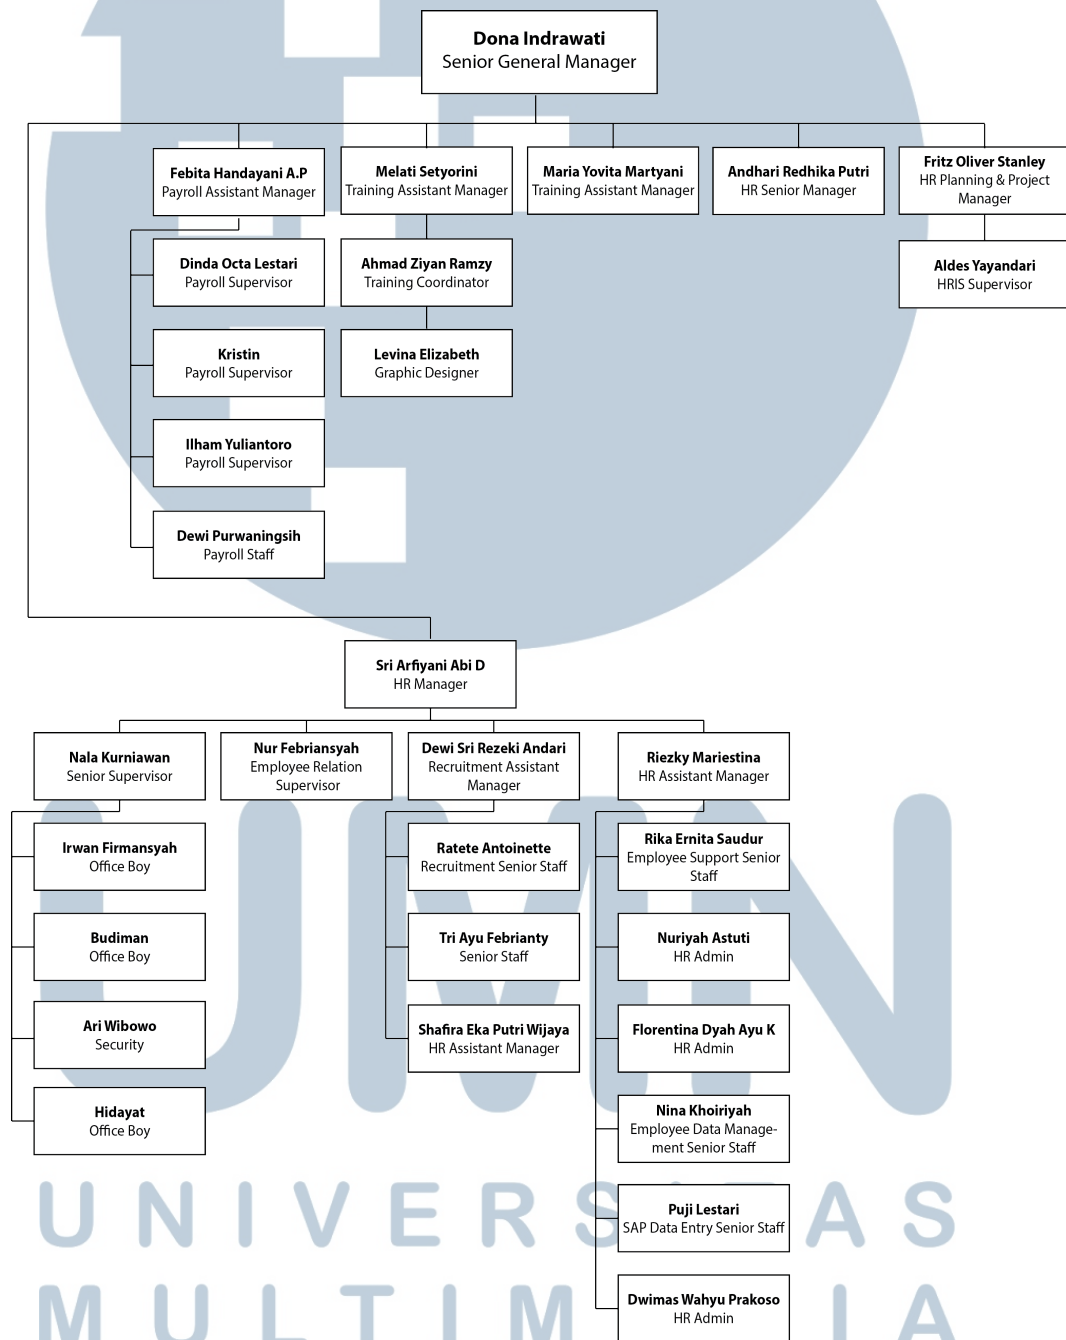 Dona Indrawati
Senior General Manager
Febita Handayani A.P
Payroll Assistant Manager
Melati Setyorini
Training Assistant Manager
Maria Yovita Martyani
Training Assistant Manager
Andhari Redhika Putri
HR Senior Manager
Fritz Oliver Stanley
HR Planning & Project
Manager
Dinda Octa Lestari
Payroll Supervisor
Ahmad Ziyan Ramzy
Training Coordinator
Aldes Yayandari
HRIS Supervisor
Kristin
Payroll Supervisor
Levina Elizabeth
Graphic Designer
Ilham Yuliantoro
Payroll Supervisor
Dewi Purwaningsih
Payroll Staff
Sri Arfiyani Abi D
HR Manager
Nala Kurniawan
Senior Supervisor
Nur Febriansyah
Employee Relation
Supervisor
Dewi Sri Rezeki Andari
Recruitment Assistant
Manager
Riezky Mariestina
HR Assistant Manager
Irwan Firmansyah
Office Boy
Ratete Antoinette
Recruitment Senior Staff
Rika Ernita Saudur
Employee Support Senior
Staff
Budiman
Office Boy
Tri Ayu Febrianty
Senior Staff
Nuriyah Astuti
HR Admin
Ari Wibowo
Security
Shafira Eka Putri Wijaya
HR Assistant Manager
Florentina Dyah Ayu K
HR Admin
Hidayat
Office Boy
Nina Khoiriyah
Employee Data Manage-
ment Senior Staff
Puji Lestari
SAP Data Entry Senior Staff
Dwimas Wahyu Prakoso
HR Admin
UMN
UNIVERSITAS
MULTIMEDIA